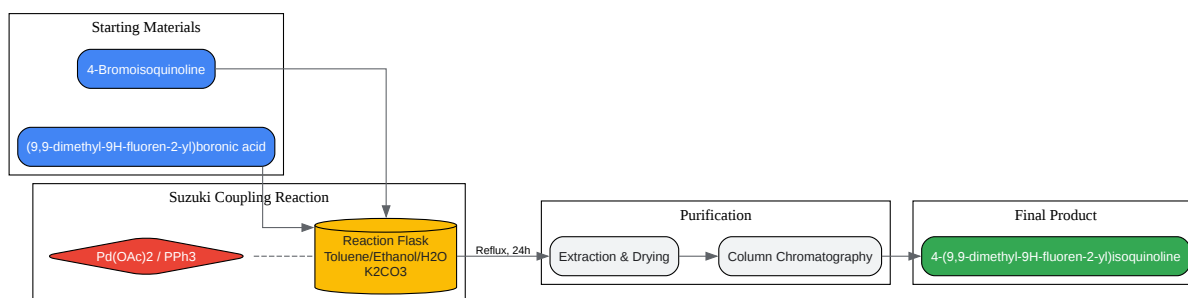 Starting Materials
4-Bromoisoquinoline
(9,9-dimethyl-9H-fluoren-2-yl)boronic acid
Suzuki Coupling Reaction
Pd(OAc)2 / PPh3
Reaction Flask
Toluene/Ethanol/H2O
K2CO3
Reflux, 24h
Purification
Extraction & Drying
Column Chromatography
Final Product
4-(9,9-dimethyl-9H-fluoren-2-yl)isoquinoline